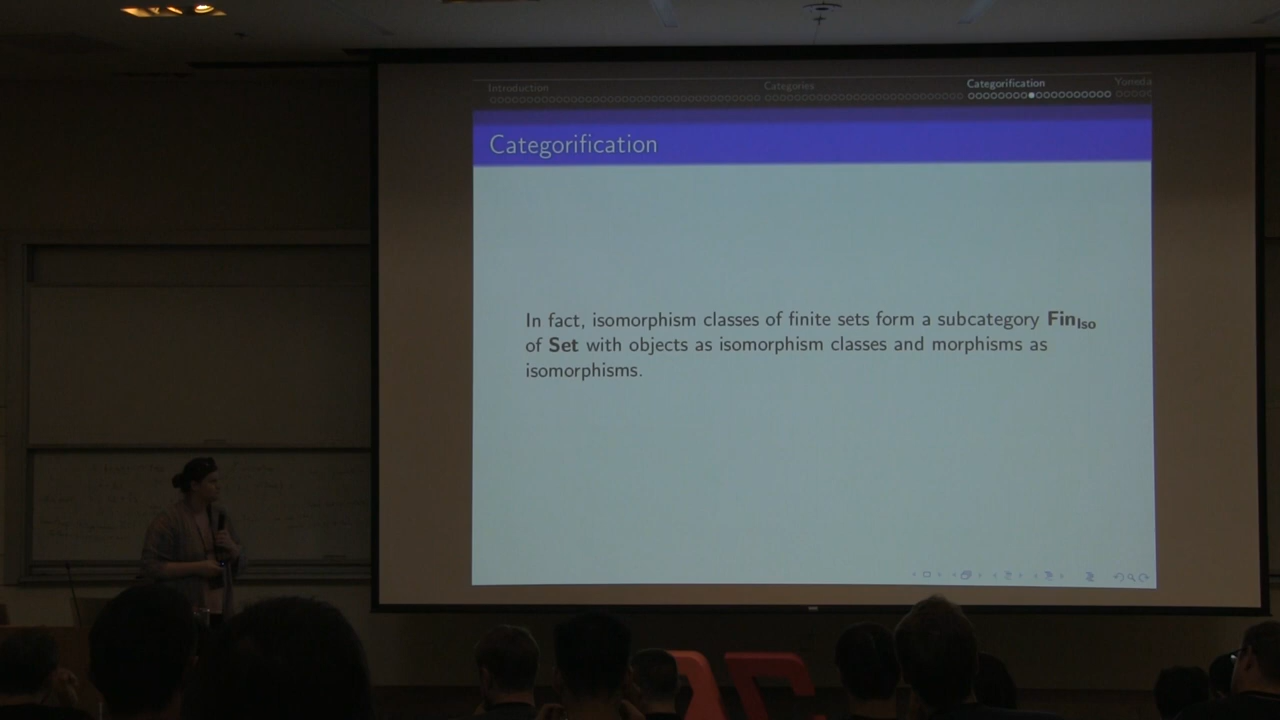 Introduction Categories Categorification Yoneda
Categorification
In fact, isomorphism classes of finite sets form a subcategory Fin_Iso
of Set with objects as isomorphism classes and morphisms as
isomorphisms.